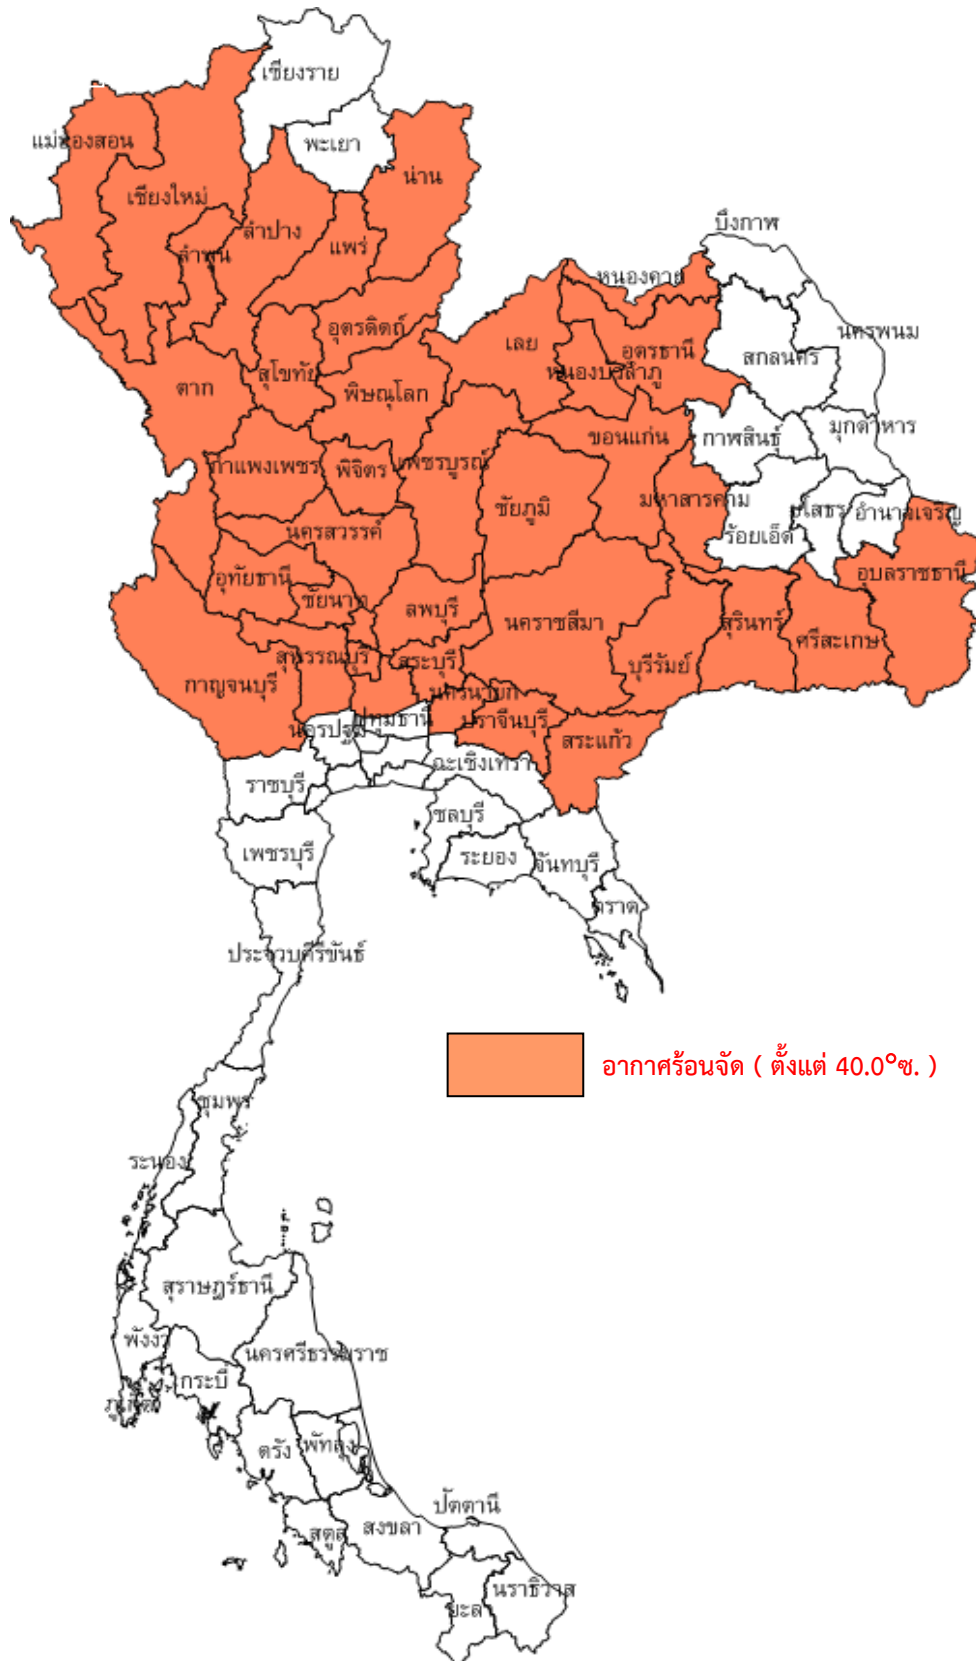 เชียงราย
แม่ฮ่องสอน
พะเยา
น่าน
เชียงใหม่
บึงกาฬ
ลำปาง
แพร่
ลำพูน
หนองคาย
อุตรดิตถ์
นครพนม
เลย
อุดรธานี
สกลนคร
สุโขทัย
หนองบัวลำภู
ตาก
พิษณุโลก
มุกดาหาร
ขอนแก่น
กาฬสินธุ์
กำแพงเพชร
พิจิตร
เพชรบูรณ์
มหาสารคาม
ชัยภูมิ
ยโสธร
อำนาจเจริญ
นครสวรรค์
ร้อยเอ็ด
อุทัยธานี
อุบลราชธานี
ชัยนาท
ลพบุรี
นคราชสีมา
สุรินทร์
ศรีสะเกษ
สุพรรณบุรี
สระบุรี
บุรีรัมย์
กาญจนบุรี
นครนายก
ปทุมธานี
ปราจีนบุรี
นครปฐม
สระแก้ว
ฉะเชิงเทรา
ราชบุรี
ชลบุรี
เพชรบุรี
ระยอง
จันทบุรี
ตราด
ประจวบคีรีขันธ์
อากาศร้อนจัด ( ตั้งแต่ 40.0°ซ. )
ชุมพร
ระนอง
สุราษฎร์ธานี
พังงา
นครศรีธรรมราช
กระบี่
ภูเก็ต
ตรัง
พัทลุง
ปัตตานี
สตูล
สงขลา
นราธิวาส
ยะลา